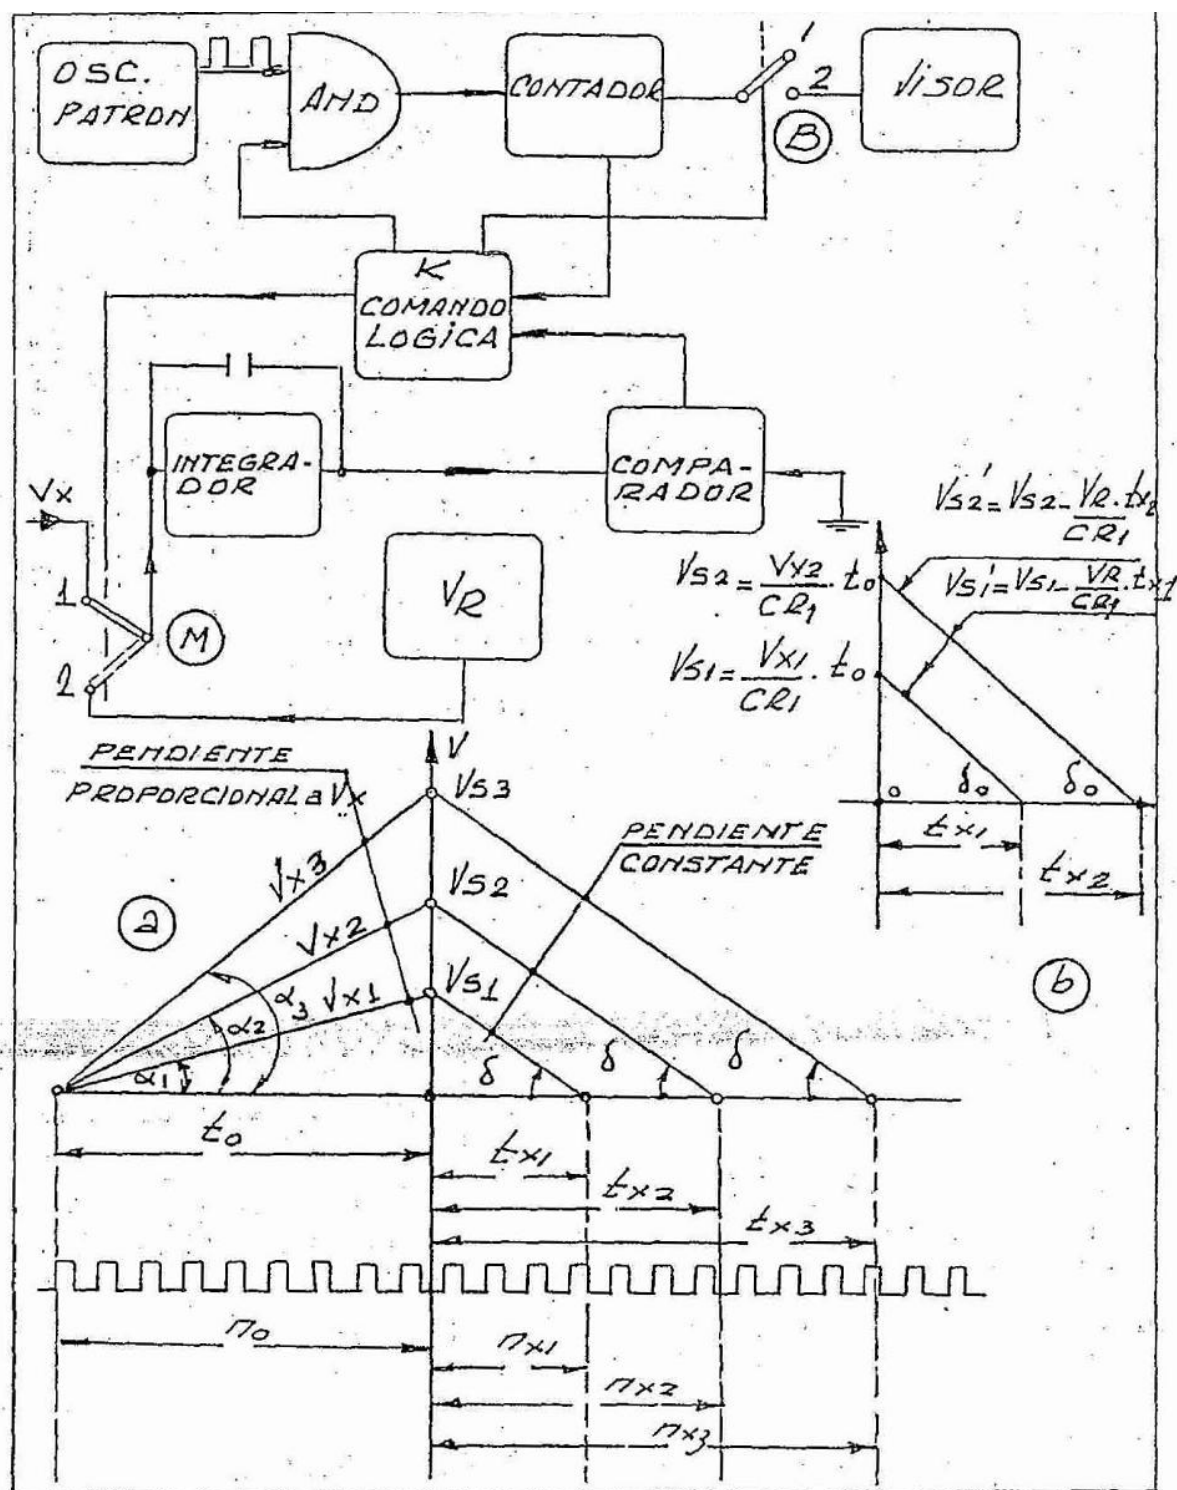 OSC.
PATRON
AND
CONTADOR
1
2
VISOR
B
K
COMANDO
LOGICA
INTEGRA-
DOR
COMPA-
RADOR
Vx
1
2
M
VR
VS2' = VS2 - VR . tx2
CR1
VS2 = Vx2 . to
CR1
VS1' = VS1 - VR . tx1
CR1
VS1 = Vx1 . to
CR1
o
δo
δo
tx1
tx2
b
PENDIENTE
PROPORCIONAL a Vx
V
VS3
PENDIENTE
CONSTANTE
Vx3
VS2
a
Vx2
VS1
α3
Vx1
α2
α1
δ
δ
δ
to
tx1
tx2
tx3
no
nx1
nx2
nx3